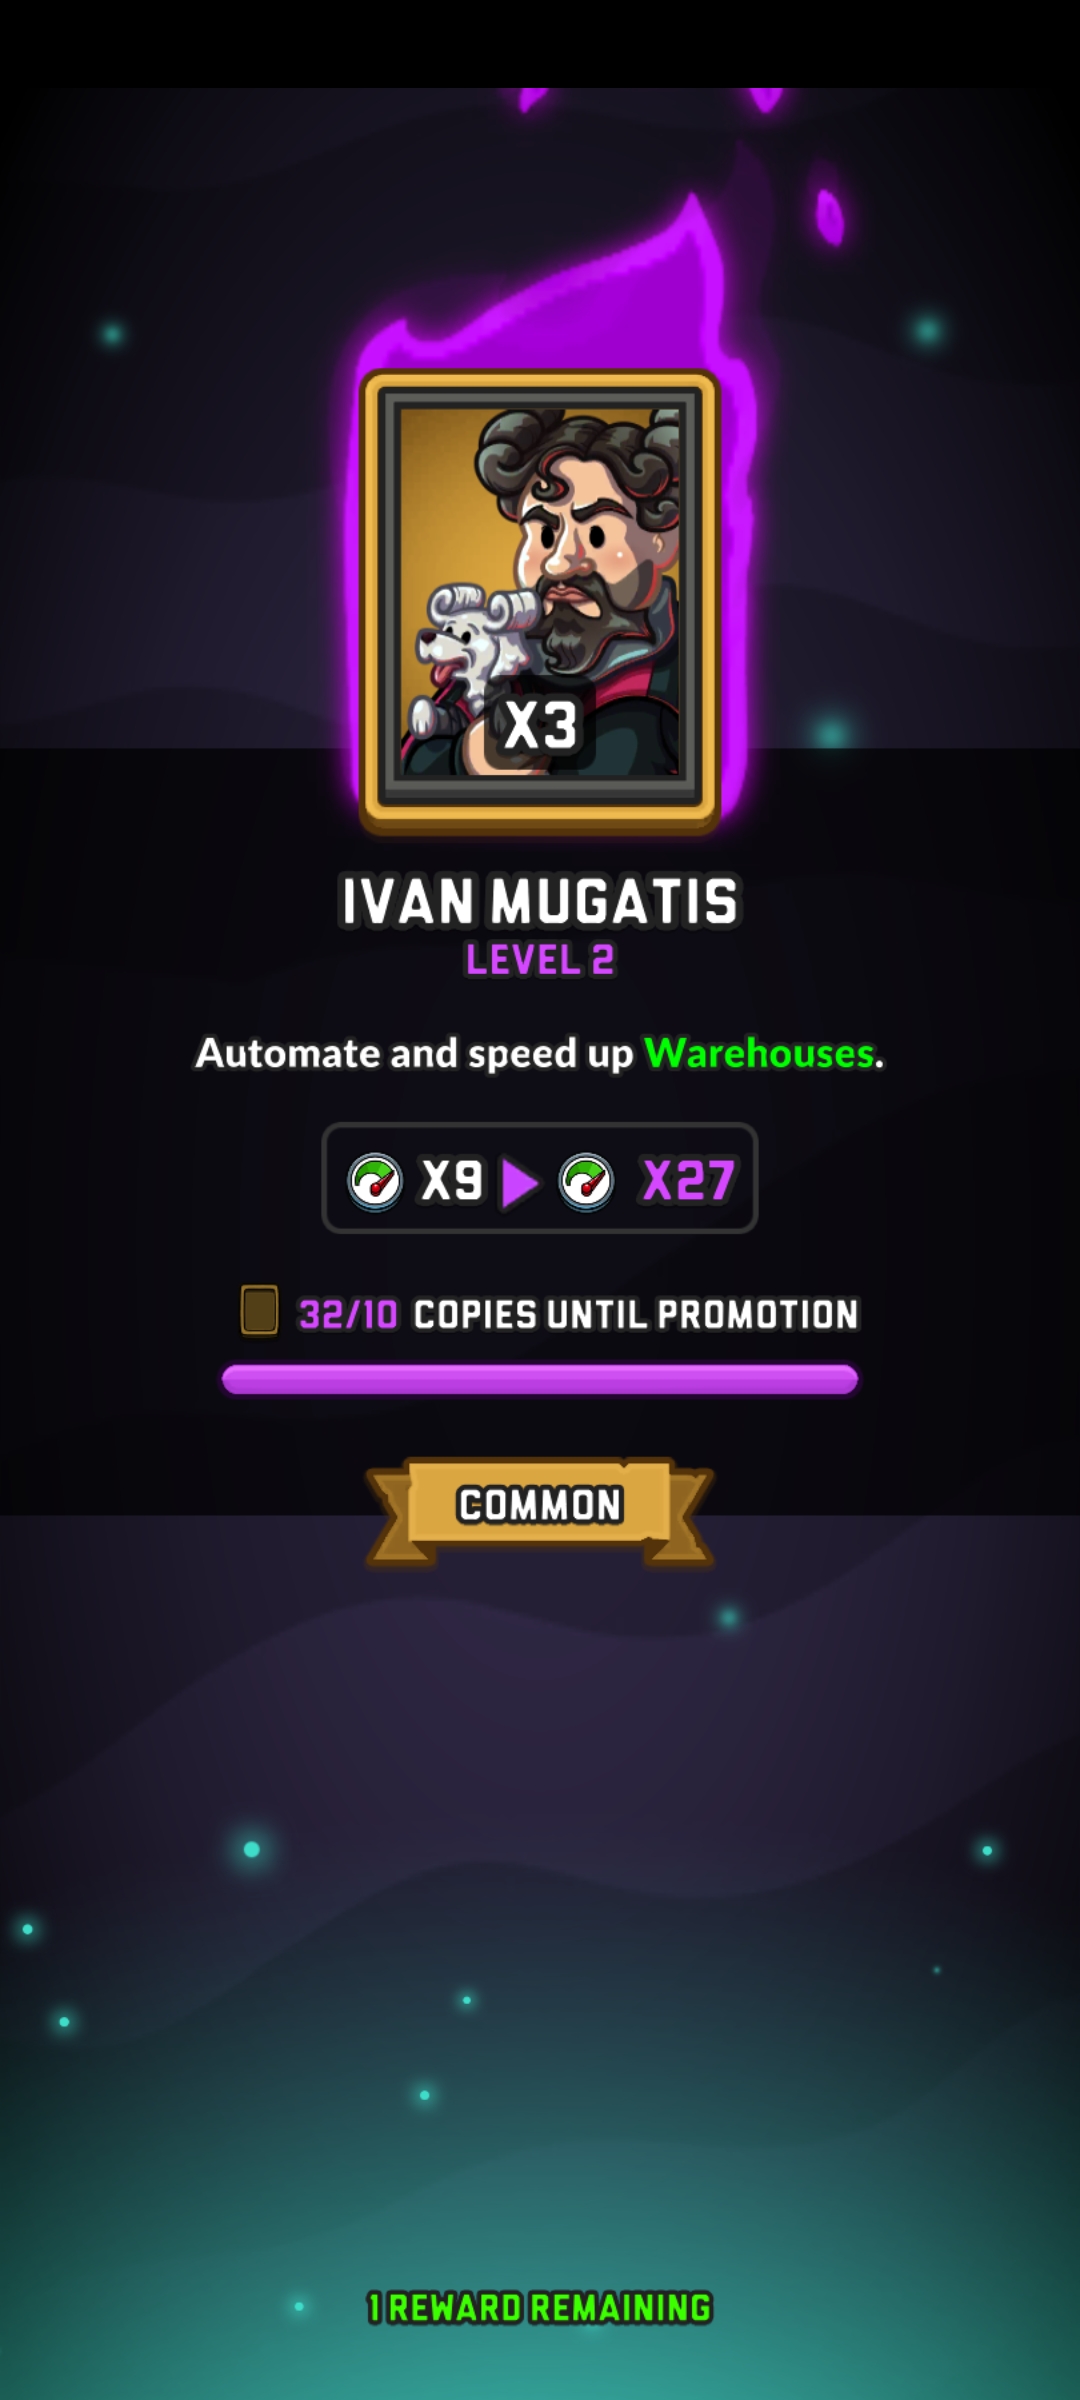 X3
IVAN MUGATIS
LEVEL 2
Automate and speed up Warehouses.
X9 X27
32/10 COPIES UNTIL PROMOTION
COMMON
1 REWARD REMAINING